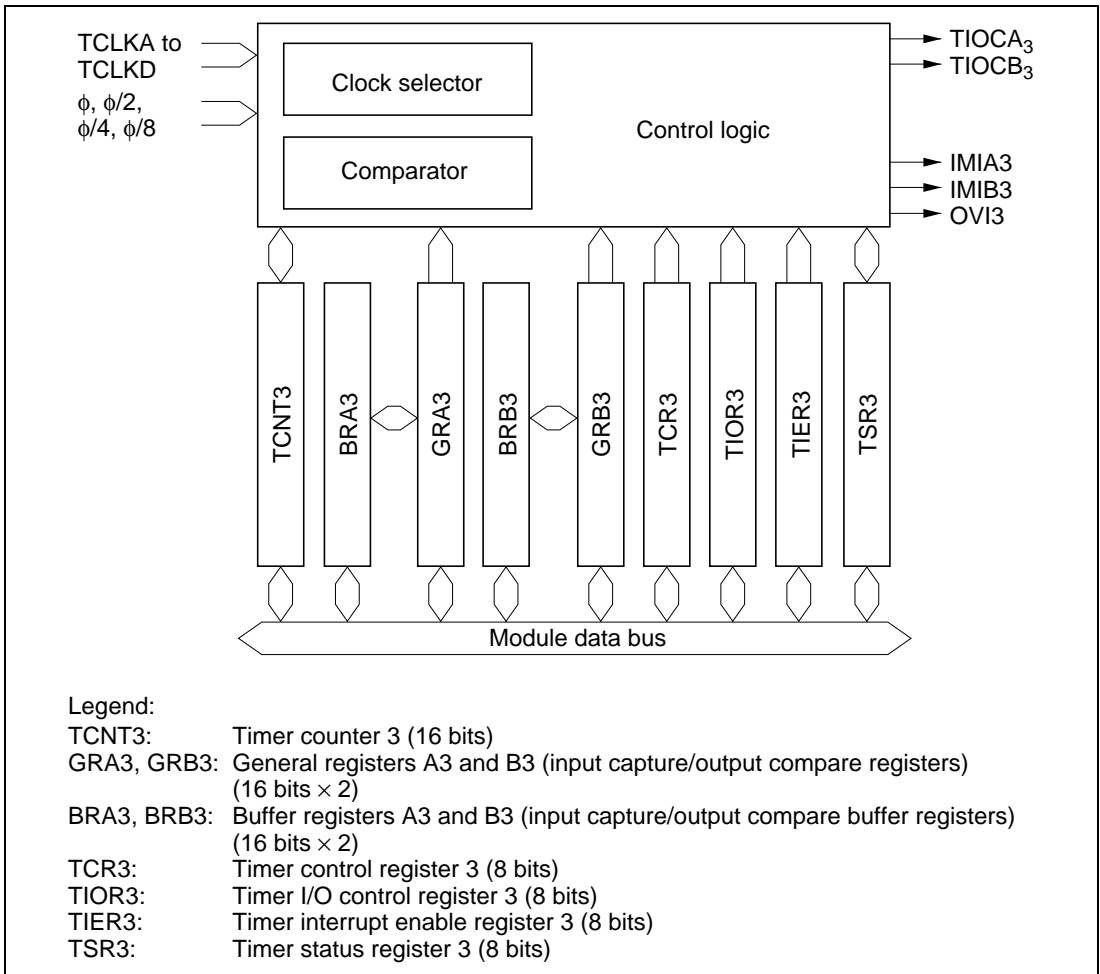 TCLKA to
TCLKD
ϕ, ϕ/2,
ϕ/4, ϕ/8
Clock selector
Comparator
Control logic
TIOCA3
TIOCB3
IMIA3
IMIB3
OVI3
TCNT3
BRA3
GRA3
BRB3
GRB3
TCR3
TIOR3
TIER3
TSR3
Module data bus
Legend:
TCNT3: Timer counter 3 (16 bits)
GRA3, GRB3: General registers A3 and B3 (input capture/output compare registers)
(16 bits × 2)
BRA3, BRB3: Buffer registers A3 and B3 (input capture/output compare buffer registers)
(16 bits × 2)
TCR3: Timer control register 3 (8 bits)
TIOR3: Timer I/O control register 3 (8 bits)
TIER3: Timer interrupt enable register 3 (8 bits)
TSR3: Timer status register 3 (8 bits)